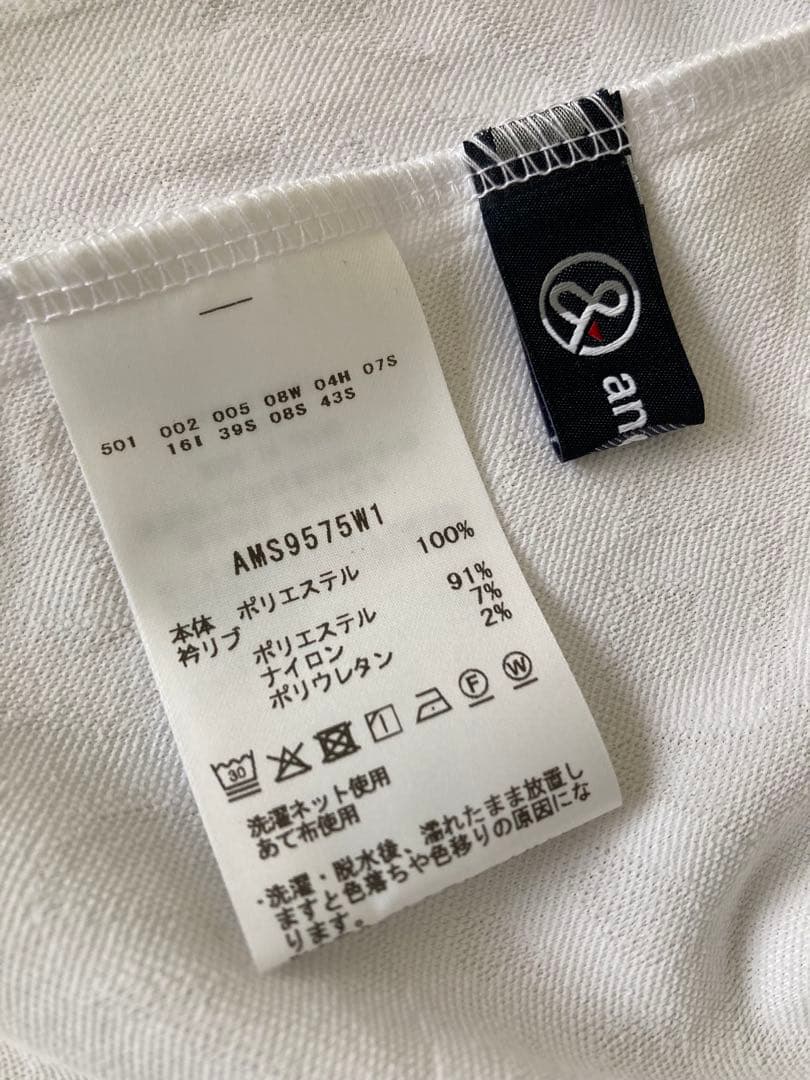 501 002 005 08W 04H 07S
16I 39S 08S 43S
AMS9575W1
本体 ポリエステル 100%
衿リブ ポリエステル 91%
ナイロン 7%
ポリウレタン 2%
30
F
W
洗濯ネット使用
あて布使用
・洗濯・脱水後、濡れたまま放置し
ますと色落ちや色移りの原因にな
ります。
&
an